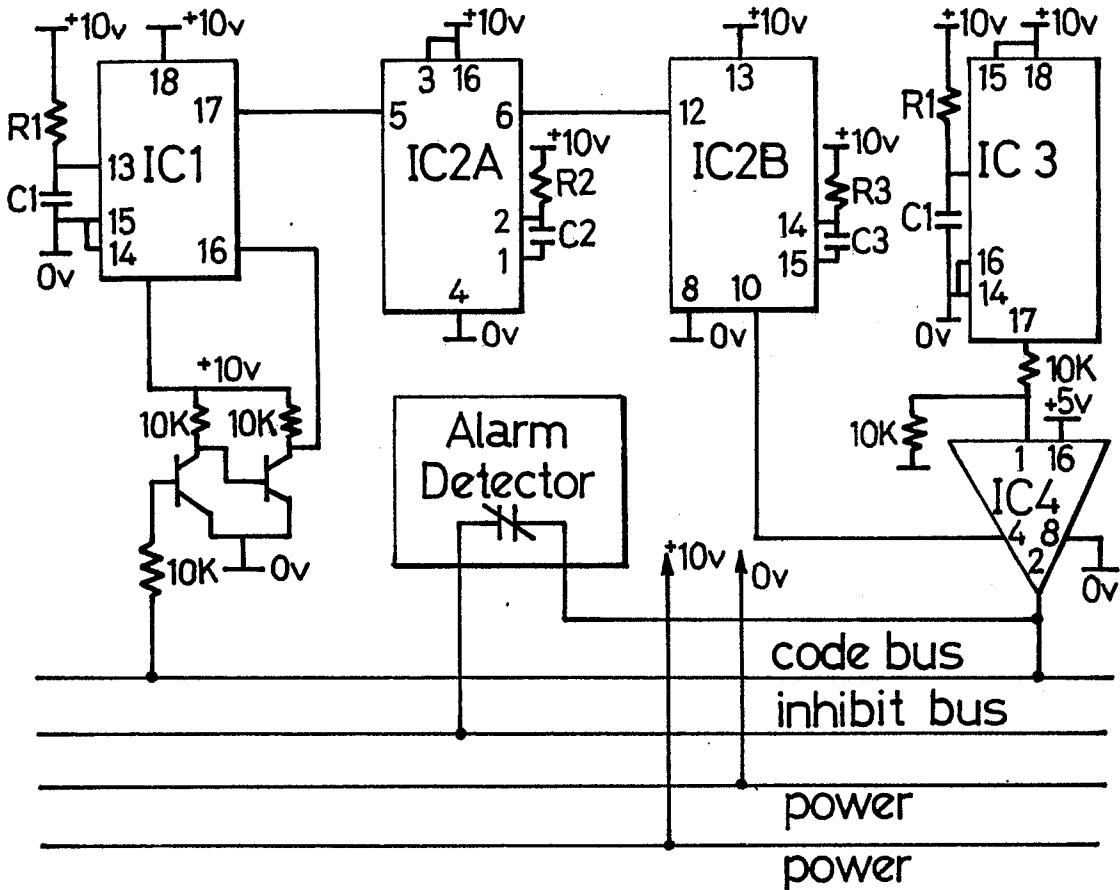 +10v +10v +10v +10v +10v +10v
18 3 16 13 15 18
17 5 6 12
R1 R1
13 IC1 IC2A IC2B IC 3
+10v +10v
R2 R3
C1 15 2 14 C1
14 16 C2 C3 16
1 15 14
0v 4 8 10 17 0v
0v 0v
+10v 10K
10K 10K +5v
Alarm 10K
Detector 1 16
IC4
4 8
10K 0v +10v 0v 2 0v
code bus
inhibit bus
power
power